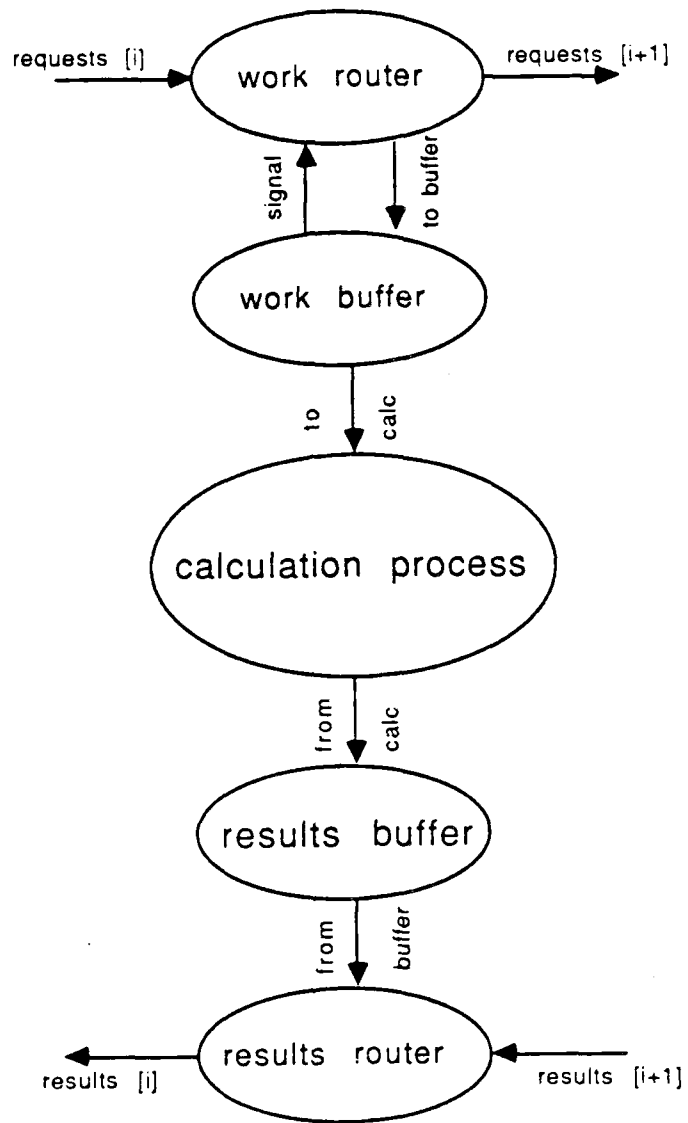 requests [i]
requests [i+1]
work router
signal
to buffer
work buffer
to calc
calculation process
from calc
results buffer
from buffer
results router
results [i]
results [i+1]